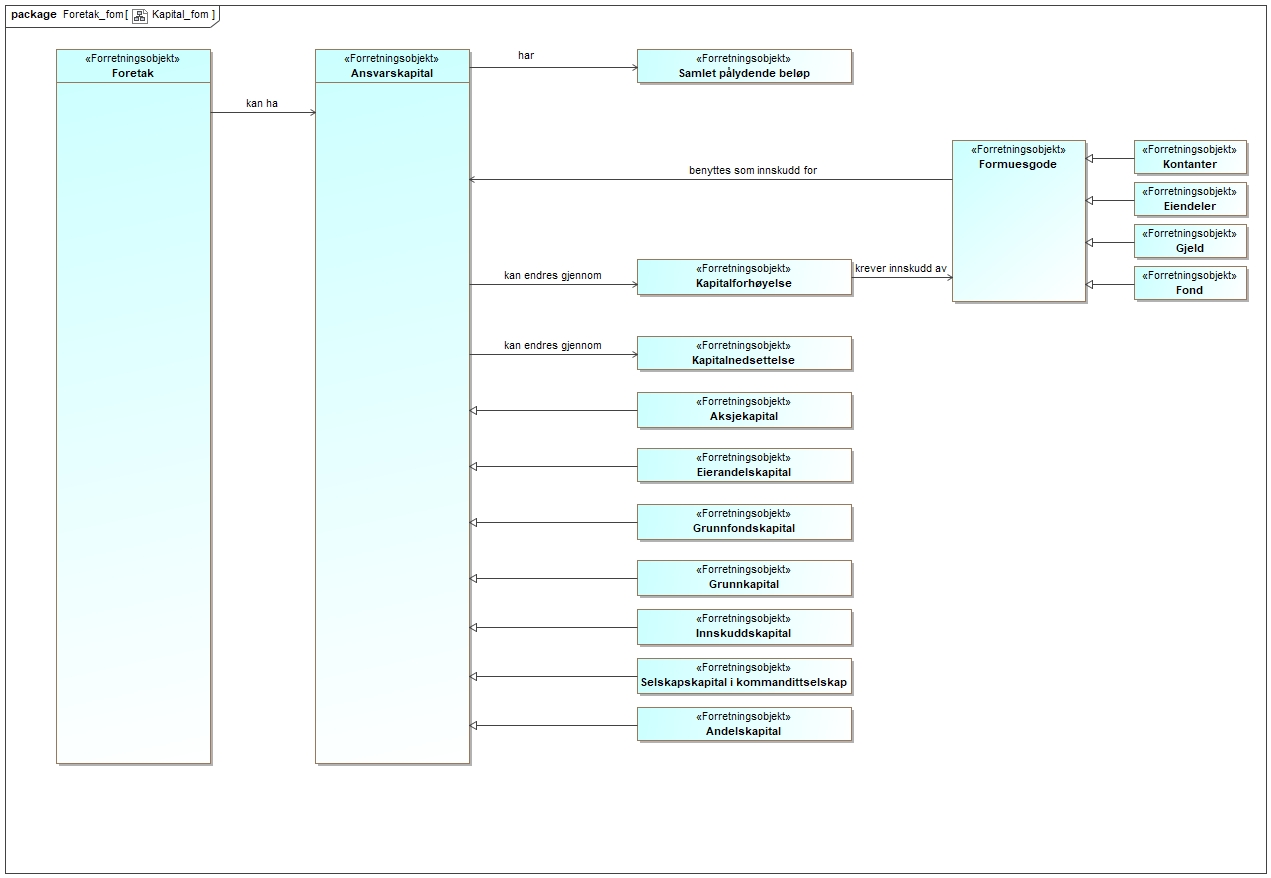 package Foretak_fom[ Kapital_fom ]
«Forretningsobjekt»
Foretak
kan ha
«Forretningsobjekt»
Ansvarskapital
har
«Forretningsobjekt»
Samlet pålydende beløp
benyttes som innskudd for
«Forretningsobjekt»
Formuesgode
«Forretningsobjekt»
Kontanter
«Forretningsobjekt»
Eiendeler
«Forretningsobjekt»
Gjeld
«Forretningsobjekt»
Fond
kan endres gjennom
«Forretningsobjekt»
Kapitalforhøyelse
krever innskudd av
kan endres gjennom
«Forretningsobjekt»
Kapitalnedsettelse
«Forretningsobjekt»
Aksjekapital
«Forretningsobjekt»
Eierandelskapital
«Forretningsobjekt»
Grunnfondskapital
«Forretningsobjekt»
Grunnkapital
«Forretningsobjekt»
Innskuddskapital
«Forretningsobjekt»
Selskapskapital i kommandittselskap
«Forretningsobjekt»
Andelskapital